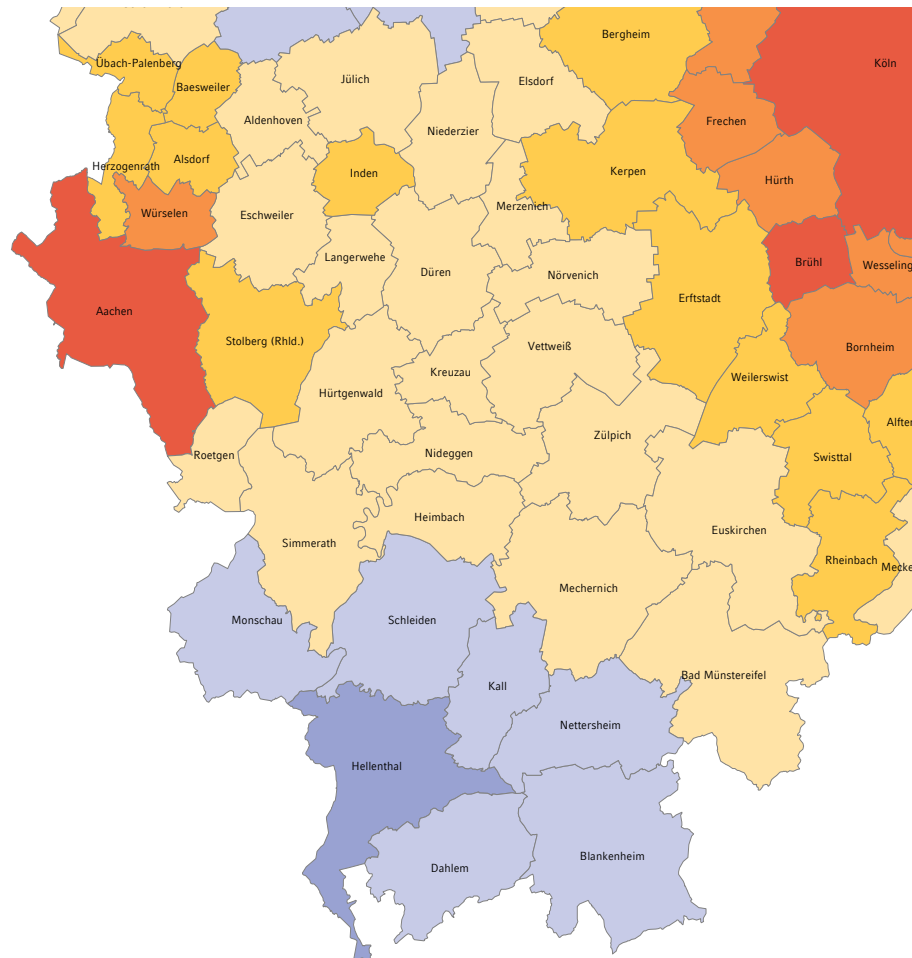 Bergheim
Köln
Übach-Palenberg
Jülich
Elsdorf
Baesweiler
Aldenhoven
Frechen
Niederzier
Alsdorf
Herzogenrath
Inden
Kerpen
Hürth
Merzenich
Würselen
Eschweiler
Langerwehe
Düren
Nörvenich
Brühl
Wesseling
Erftstadt
Aachen
Stolberg (Rhld.)
Vettweiß
Bornheim
Kreuzau
Weilerswist
Hürtgenwald
Zülpich
Alfter
Roetgen
Nideggen
Swisttal
Heimbach
Euskirchen
Simmerath
Rheinbach
Mecke
Mechernich
Monschau
Schleiden
Bad Münstereifel
Kall
Nettersheim
Hellenthal
Blankenheim
Dahlem